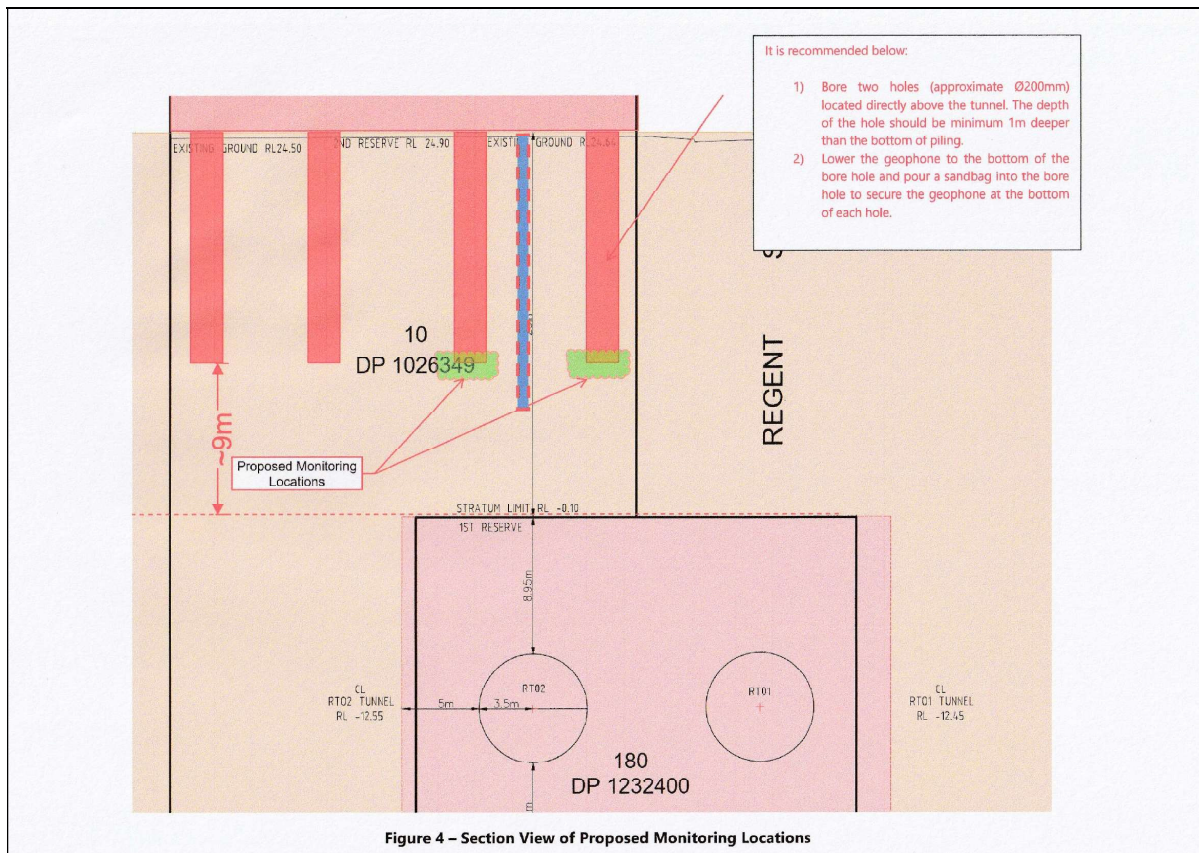 It is recommended below:
1) Bore two holes (approximate Ø200mm)
located directly above the tunnel. The depth
of the hole should be minimum 1m deeper
than the bottom of piling.
2) Lower the geophone to the bottom of the
bore hole and pour a sandbag into the bore
hole to secure the geophone at the bottom
of each hole.
EXISTING GROUND RL24.50
2ND RESERVE RL 24.90
EXISTING GROUND RL24.64
10
DP 1026349
REGENT S
~9m
Proposed Monitoring
Locations
STRATUM LIMIT RL -0.10
1ST RESERVE
8.95m
CL
RT02 TUNNEL
RL -12.55
5m
3.5m
RT02
RT01
CL
RT01 TUNNEL
RL -12.45
180
DP 1232400
m
Figure 4 – Section View of Proposed Monitoring Locations